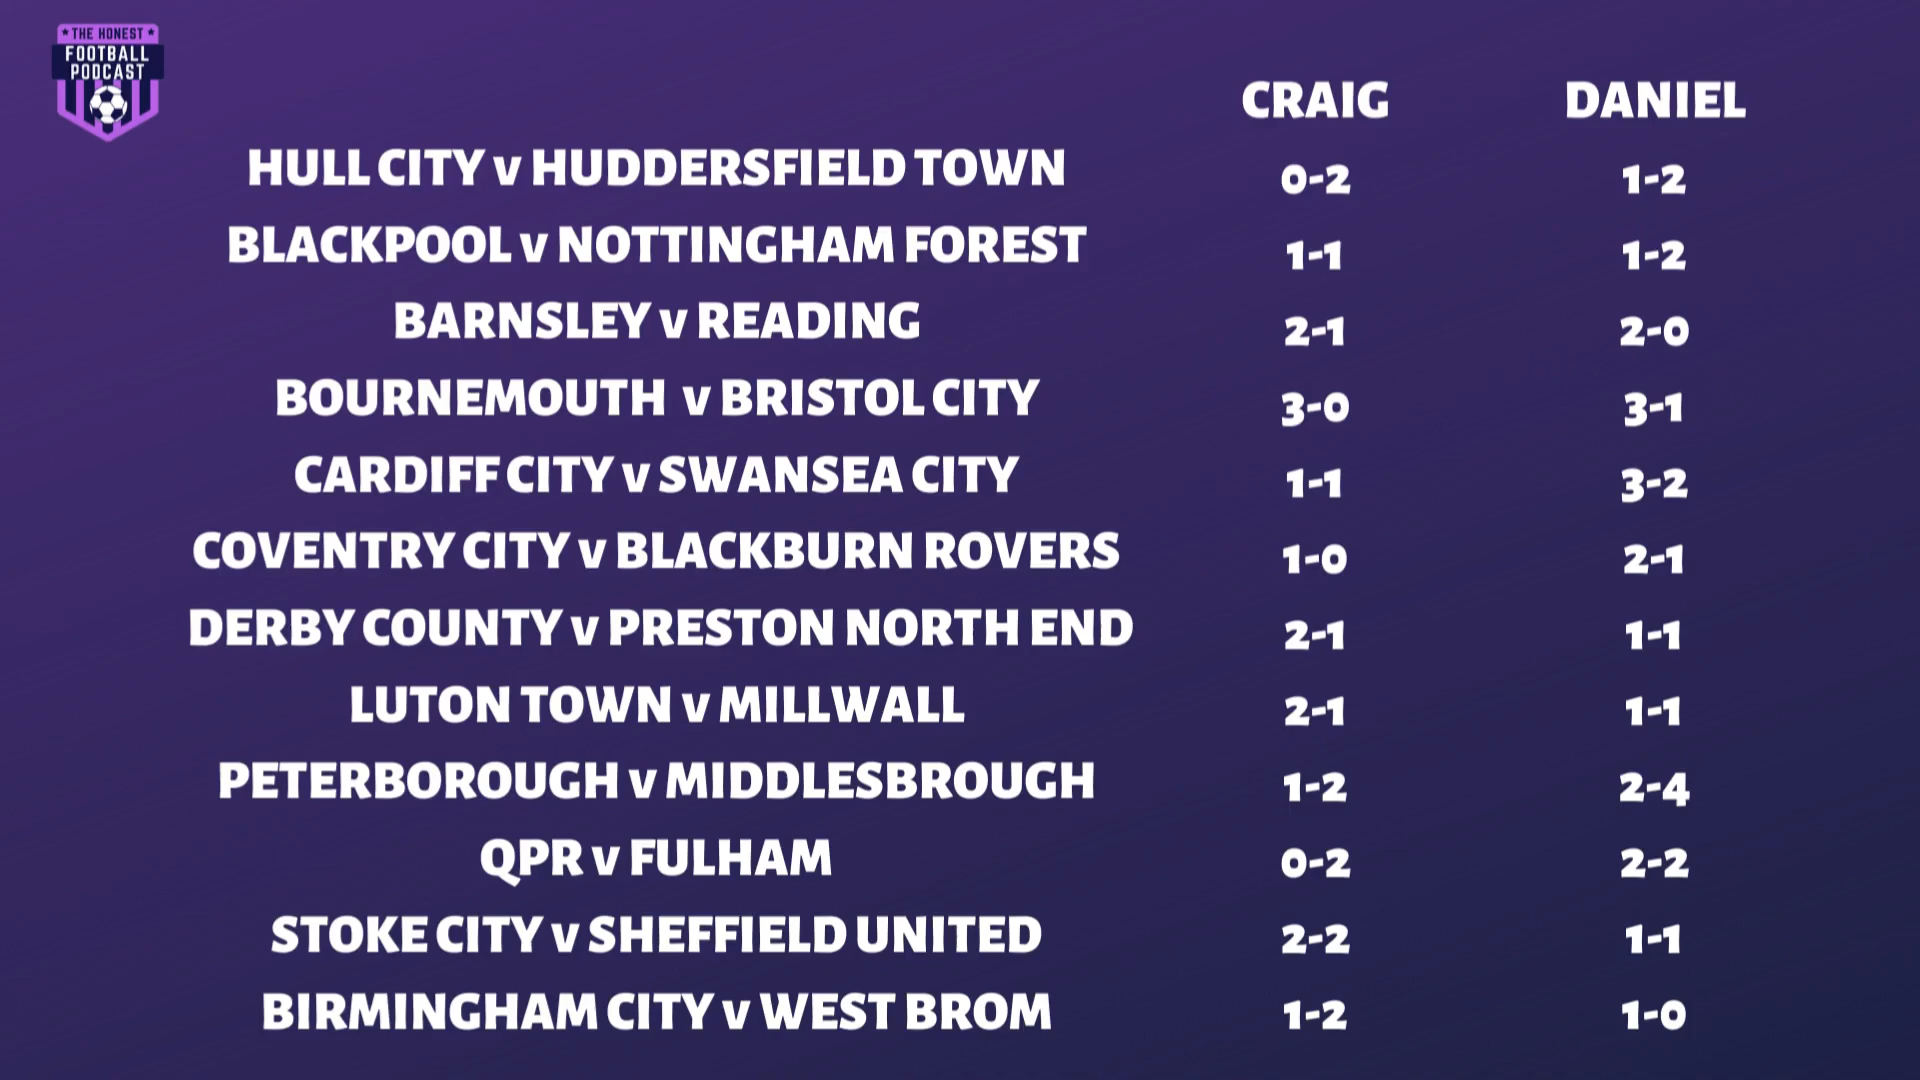 ★ THE HONEST ★
FOOTBALL
PODCAST
CRAIG DANIEL
HULL CITY v HUDDERSFIELD TOWN 0-2 1-2
BLACKPOOL v NOTTINGHAM FOREST 1-1 1-2
BARNSLEY v READING 2-1 2-0
BOURNEMOUTH v BRISTOL CITY 3-0 3-1
CARDIFF CITY v SWANSEA CITY 1-1 3-2
COVENTRY CITY v BLACKBURN ROVERS 1-0 2-1
DERBY COUNTY v PRESTON NORTH END 2-1 1-1
LUTON TOWN v MILLWALL 2-1 1-1
PETERBOROUGH v MIDDLESBROUGH 1-2 2-4
QPR v FULHAM 0-2 2-2
STOKE CITY v SHEFFIELD UNITED 2-2 1-1
BIRMINGHAM CITY v WEST BROM 1-2 1-0